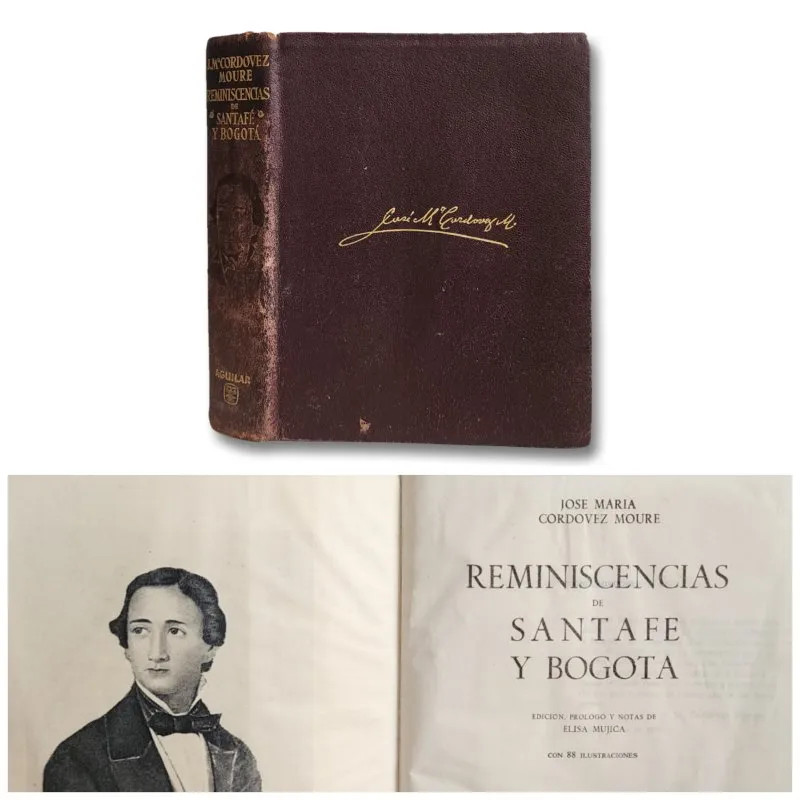 J. Mª CORDOVEZ
MOURE
REMINISCENCIAS
DE
SANTAFÉ
Y BOGOTÁ
AGUILAR
José Mª Cordovez M.
JOSE MARIA
CORDOVEZ MOURE
REMINISCENCIAS
DE
SANTAFE
Y BOGOTA
EDICION, PROLOGO Y NOTAS DE
ELISA MUJICA
CON 88 ILUSTRACIONES